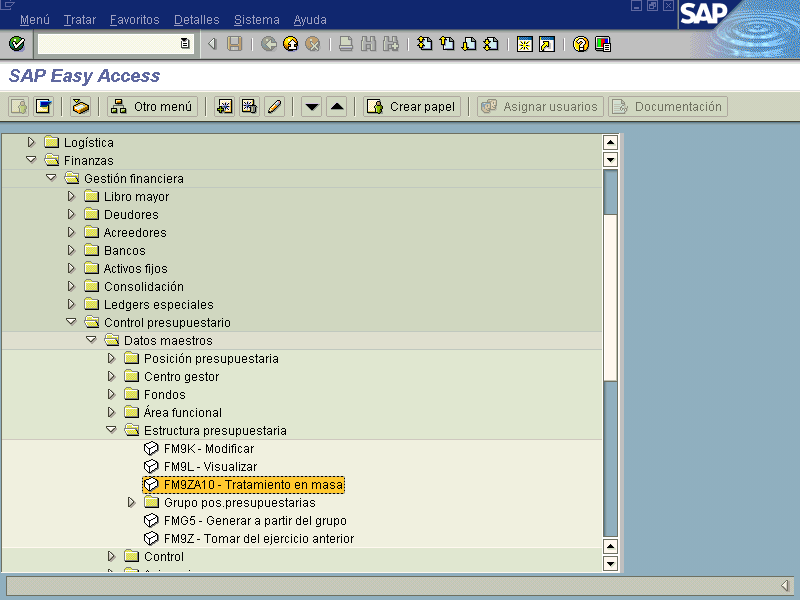 Menú Tratar Favoritos Detalles Sistema Ayuda
SAP
SAP Easy Access
Otro menú Crear papel Asignar usuarios Documentación
Logística
Finanzas
Gestión financiera
Libro mayor
Deudores
Acreedores
Bancos
Activos fijos
Consolidación
Ledgers especiales
Control presupuestario
Datos maestros
Posición presupuestaria
Centro gestor
Fondos
Área funcional
Estructura presupuestaria
FM9K - Modificar
FM9L - Visualizar
FM9ZA10 - Tratamiento en masa
Grupo pos.presupuestarias
FMG5 - Generar a partir del grupo
FM9Z - Tomar del ejercicio anterior
Control